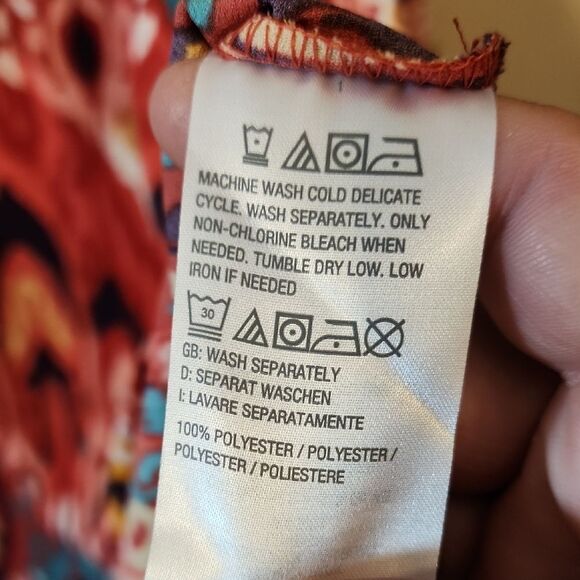 MACHINE WASH COLD DELICATE
CYCLE. WASH SEPARATELY. ONLY
NON-CHLORINE BLEACH WHEN
NEEDED. TUMBLE DRY LOW. LOW
IRON IF NEEDED
30
GB: WASH SEPARATELY
D: SEPARAT WASCHEN
I: LAVARE SEPARATAMENTE
100% POLYESTER / POLYESTER /
POLYESTER / POLIESTERE